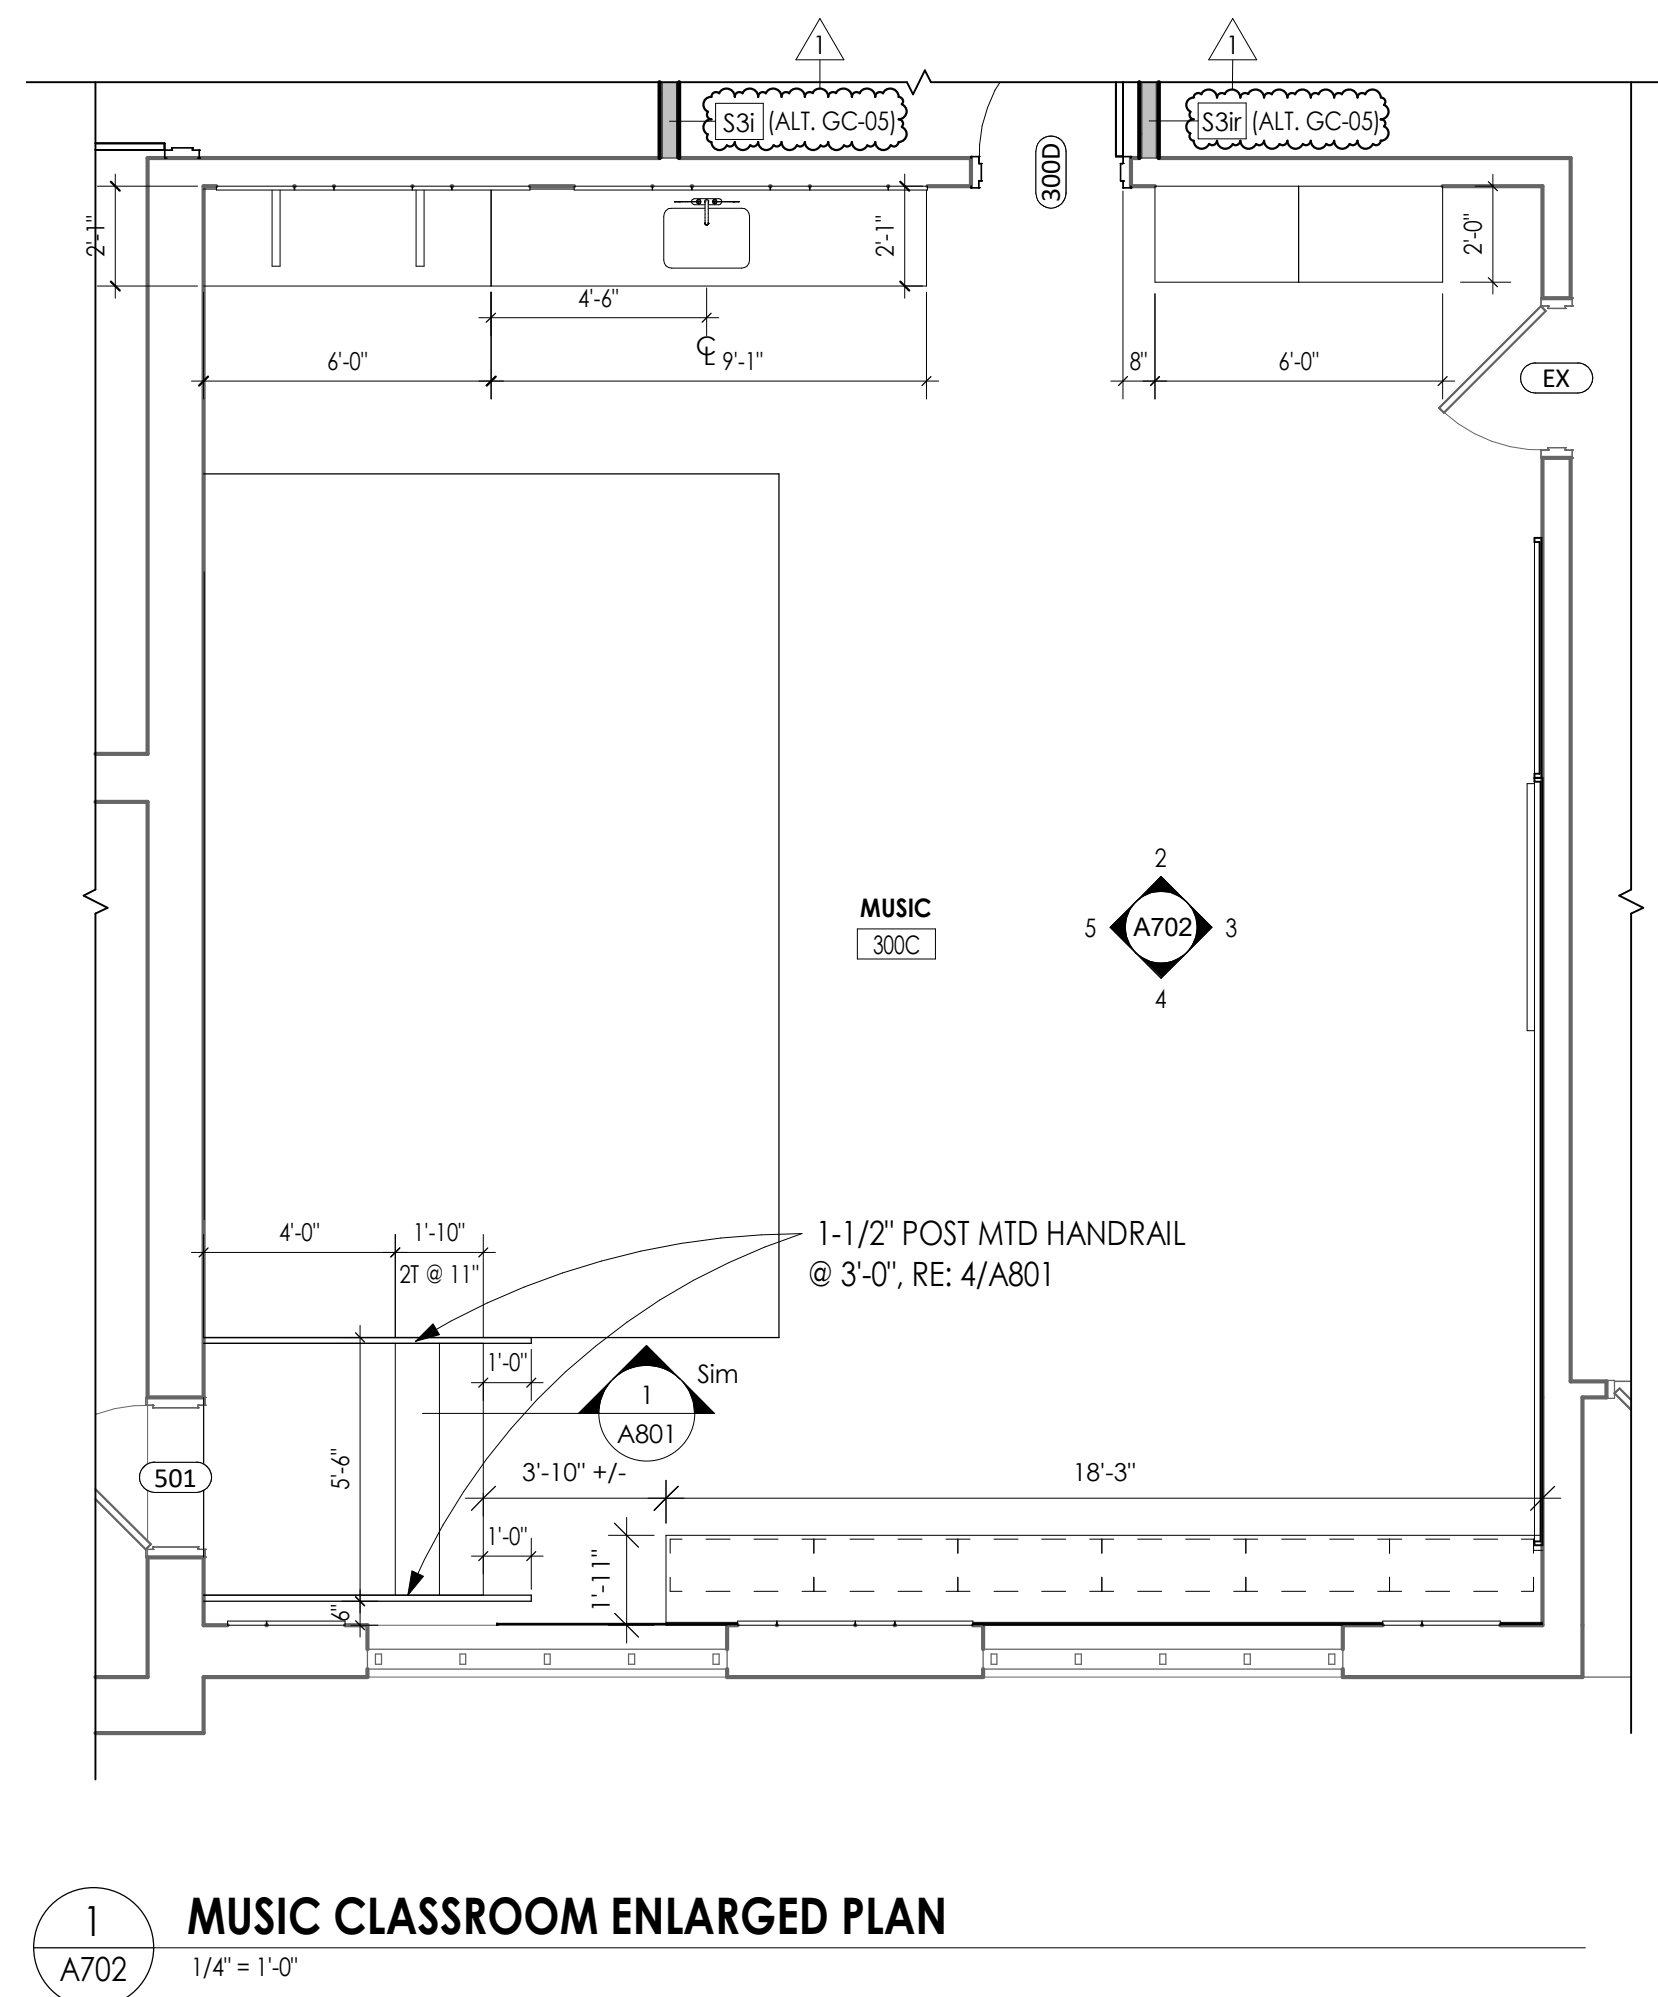 1
1
S3i (ALT. GC-05)
S3ir (ALT. GC-05)
300D
2'-1"
2'-1"
2'-0"
4'-6"
6'-0"
℄ 9'-1"
8"
6'-0"
EX
2
MUSIC
5 A702 3
300C
4
4'-0"
1'-10"
2T @ 11"
1-1/2" POST MTD HANDRAIL
@ 3'-0", RE: 4/A801
1'-0"
Sim
1
A801
5'-6"
501
3'-10" +/-
18'-3"
1'-0"
1'-11"
6"
1
A702
MUSIC CLASSROOM ENLARGED PLAN
1/4" = 1'-0"